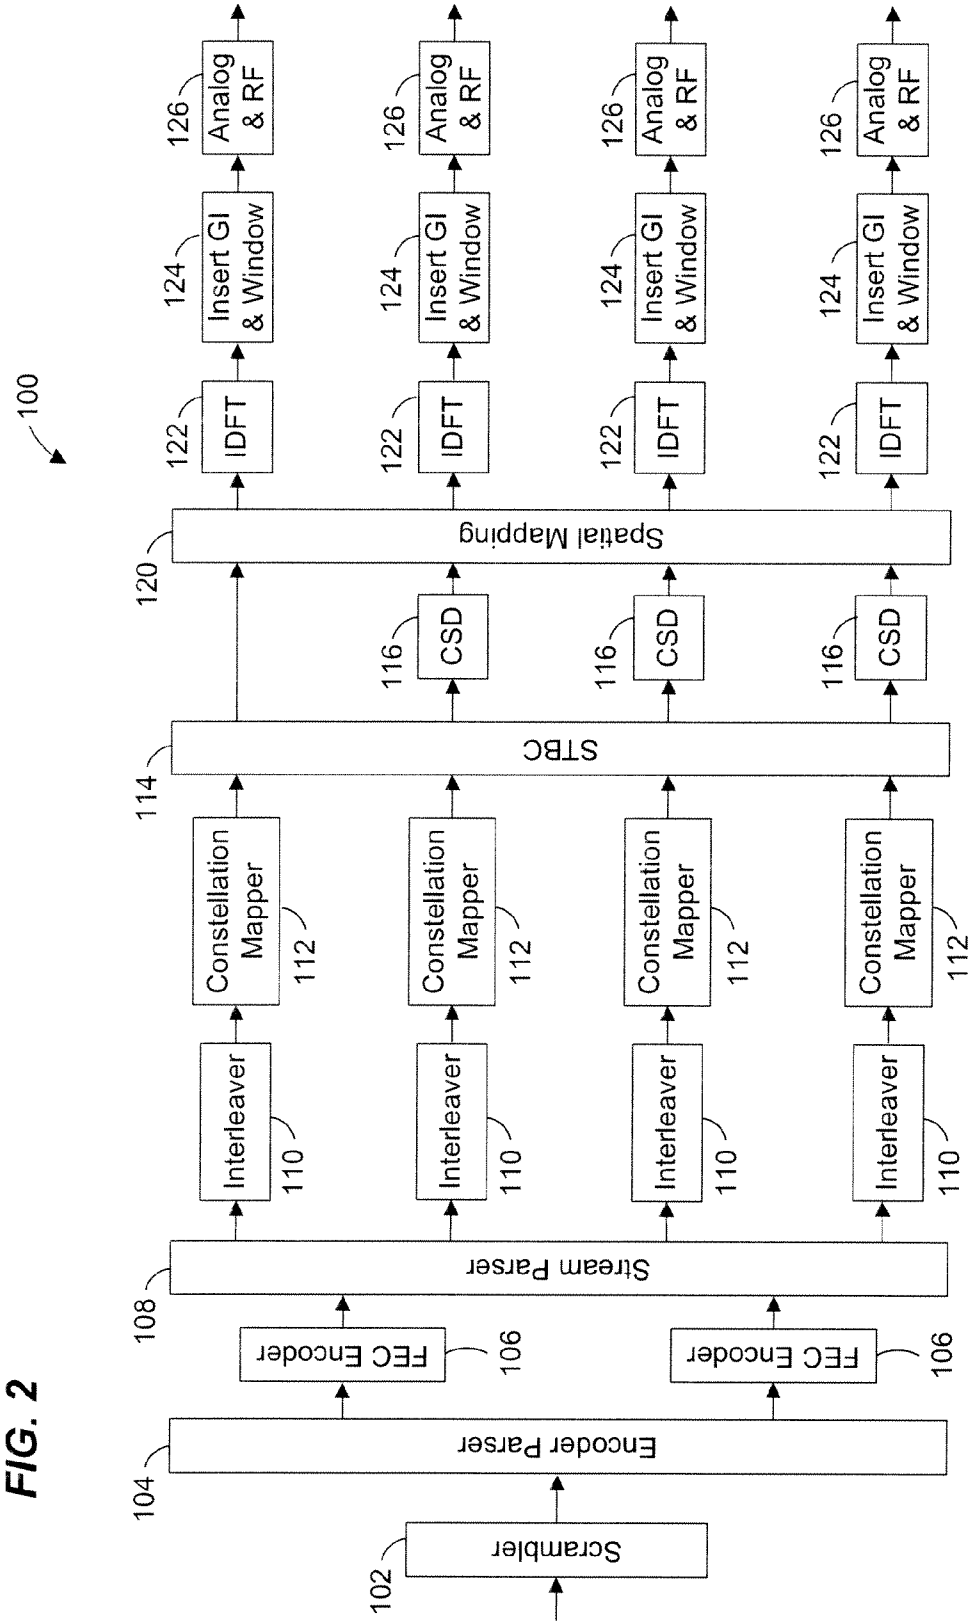 FIG. 2
100
102
Scrambler
104
Encoder Parser
FEC Encoder
106
FEC Encoder
106
108
Stream Parser
Interleaver
110
Interleaver
110
Interleaver
110
Interleaver
110
Constellation
Mapper
112
Constellation
Mapper
112
Constellation
Mapper
112
Constellation
Mapper
112
114
STBC
116
CSD
116
CSD
116
CSD
120
Spatial Mapping
122
IDFT
122
IDFT
122
IDFT
122
IDFT
124
Insert GI
& Window
124
Insert GI
& Window
124
Insert GI
& Window
124
Insert GI
& Window
126
Analog
& RF
126
Analog
& RF
126
Analog
& RF
126
Analog
& RF